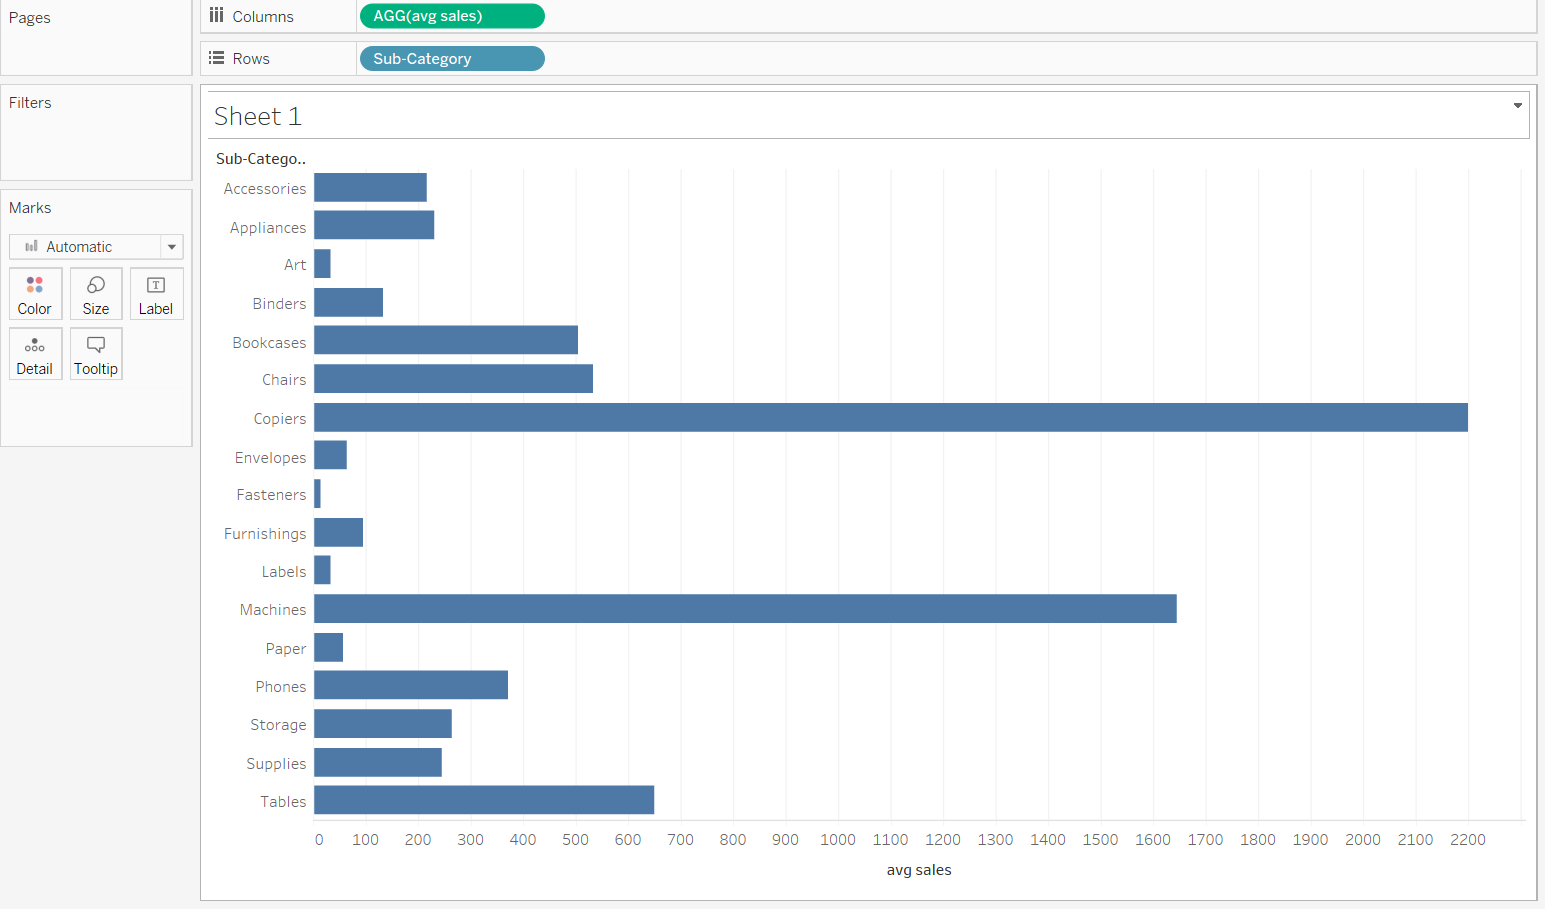 Pages
Columns
AGG(avg sales)
Rows
Sub-Category
Filters
Marks
Automatic
Color
Size
Label
Detail
Tooltip
Sheet 1
Sub-Catego..
Accessories
Appliances
Art
Binders
Bookcases
Chairs
Copiers
Envelopes
Fasteners
Furnishings
Labels
Machines
Paper
Phones
Storage
Supplies
Tables
0 100 200 300 400 500 600 700 800 900 1000 1100 1200 1300 1400 1500 1600 1700 1800 1900 2000 2100 2200
avg sales